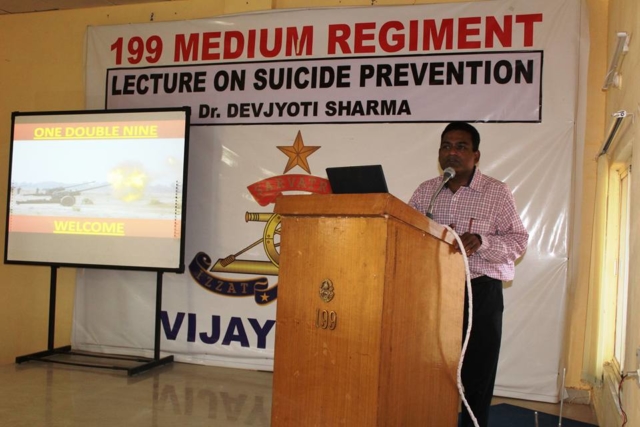 199 MEDIUM REGIMENT
LECTURE ON SUICIDE PREVENTION
Dr. DEVJYOTI SHARMA
ONE DOUBLE NINE
WELCOME
IZZAT
VIJAY
199